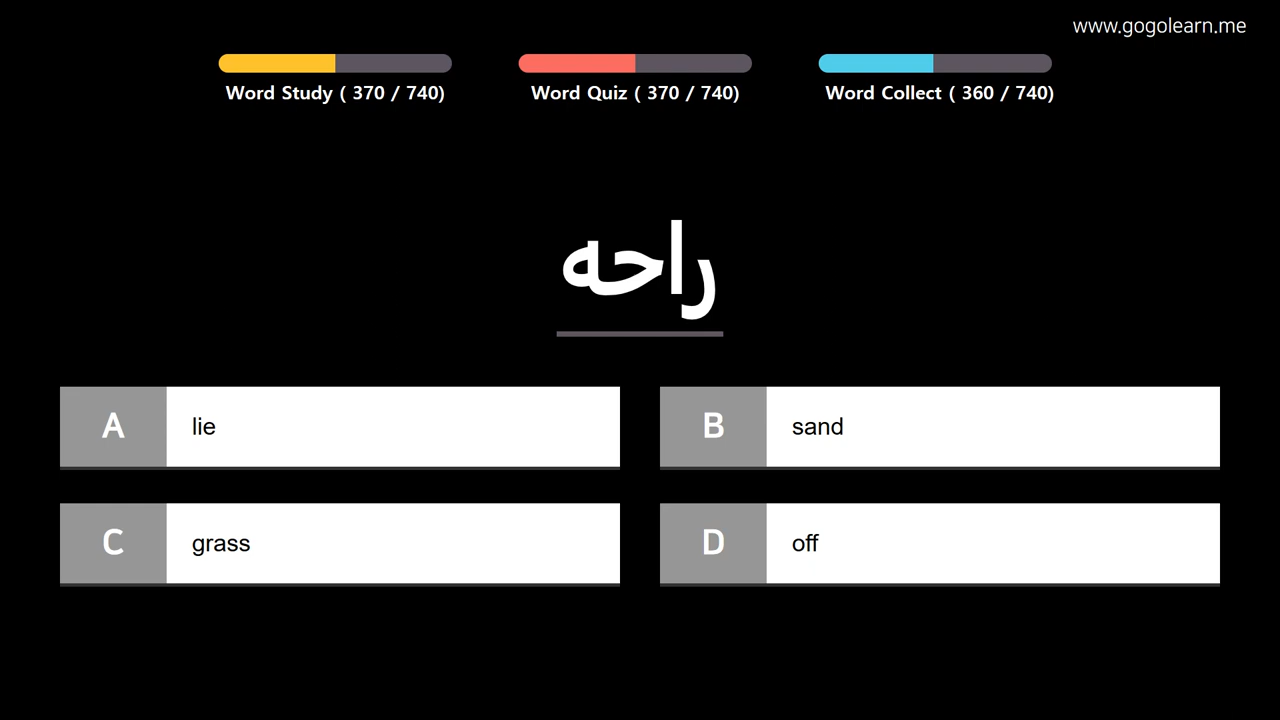 www.gogolearn.me
Word Study ( 370 / 740)
Word Quiz ( 370 / 740)
Word Collect ( 360 / 740)
راحه
A lie
B sand
C grass
D off